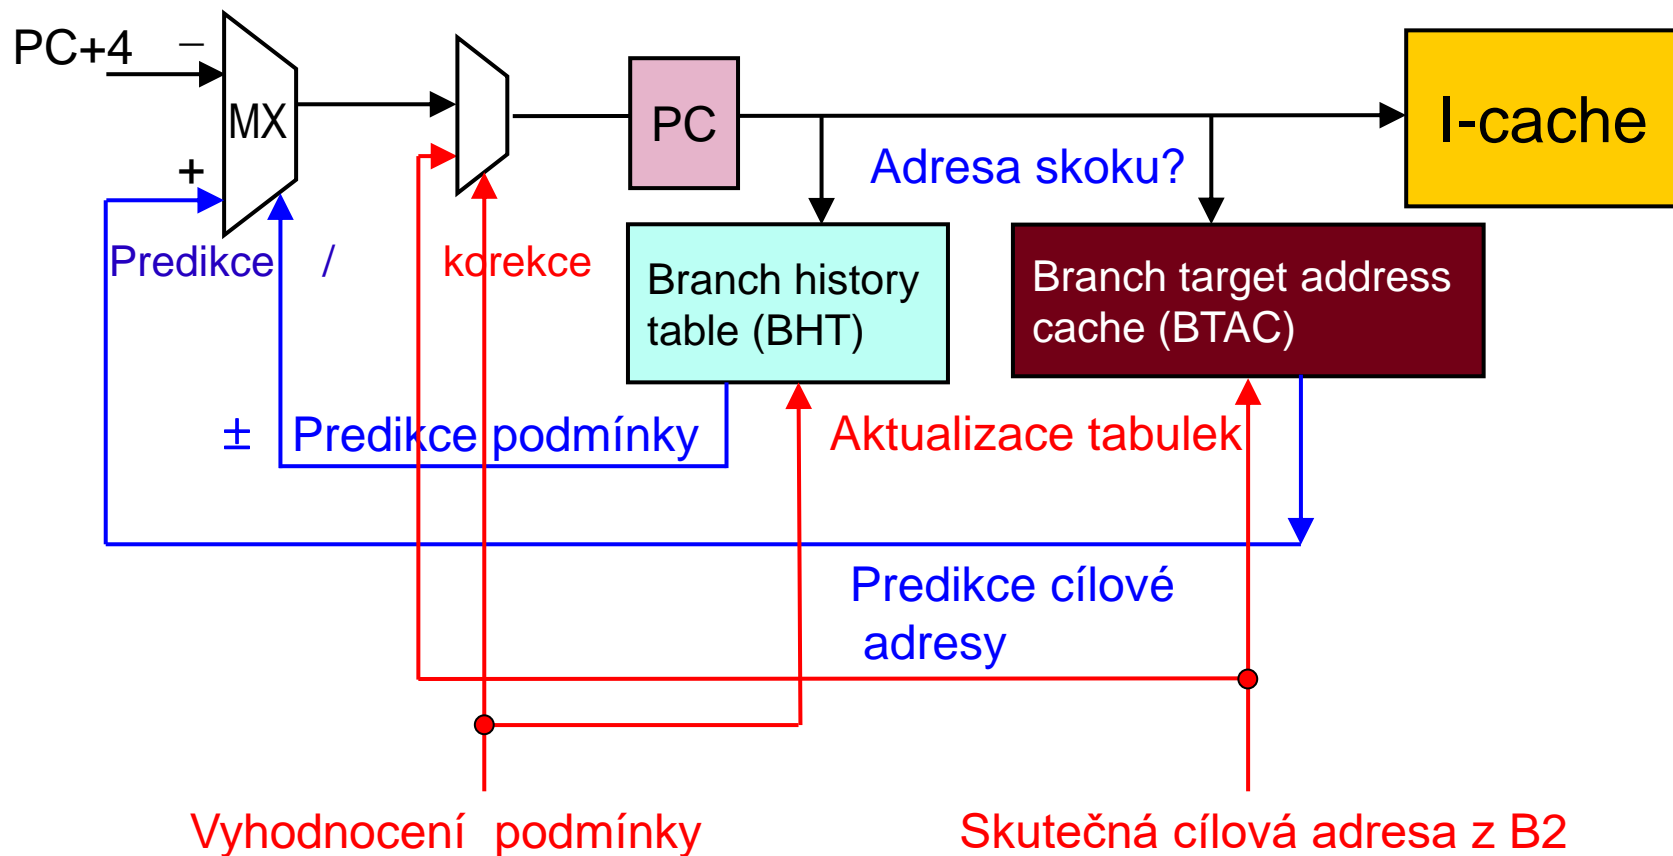 PC+4
–
MX
+
PC
I-cache
Adresa skoku?
Predikce / korekce
Branch history
table (BHT)
Branch target address
cache (BTAC)
± Predikce podmínky
Aktualizace tabulek
Predikce cílové
adresy
Vyhodnocení podmínky
Skutečná cílová adresa z B2